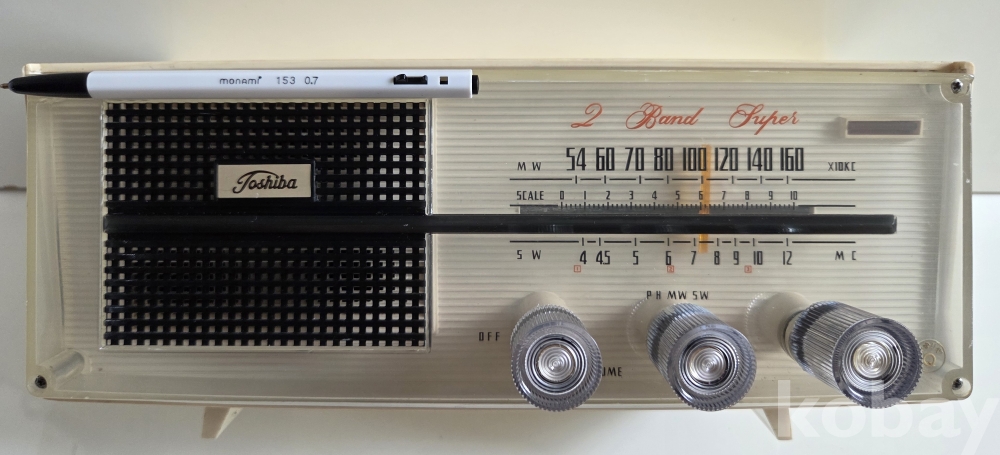 monami 153 0.7
2 Band Super
Toshiba
MW 54 60 70 80 100 120 140 160 X10KC
SCALE 0 1 2 3 4 5 6 7 8 9 10
SW 4 4.5 5 6 7 8 9 10 12 MC
PH MW SW
OFF
UME
kobay